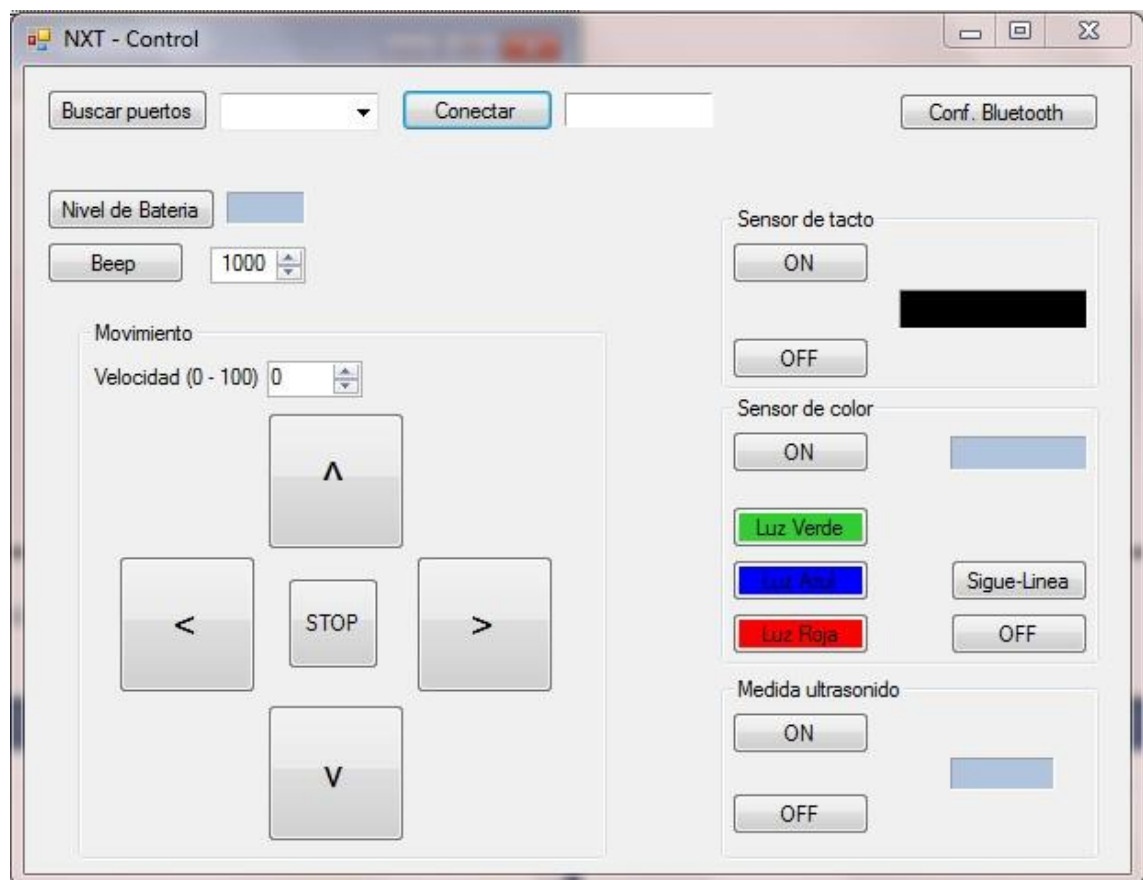 NXT - Control
Buscar puertos
Conectar
Conf. Bluetooth
Nivel de Bateria
Beep
1000
Movimiento
Velocidad (0 - 100) 0
^
<
STOP
>
v
Sensor de tacto
ON
OFF
Sensor de color
ON
Luz Verde
Luz Azul
Sigue-Linea
Luz Roja
OFF
Medida ultrasonido
ON
OFF